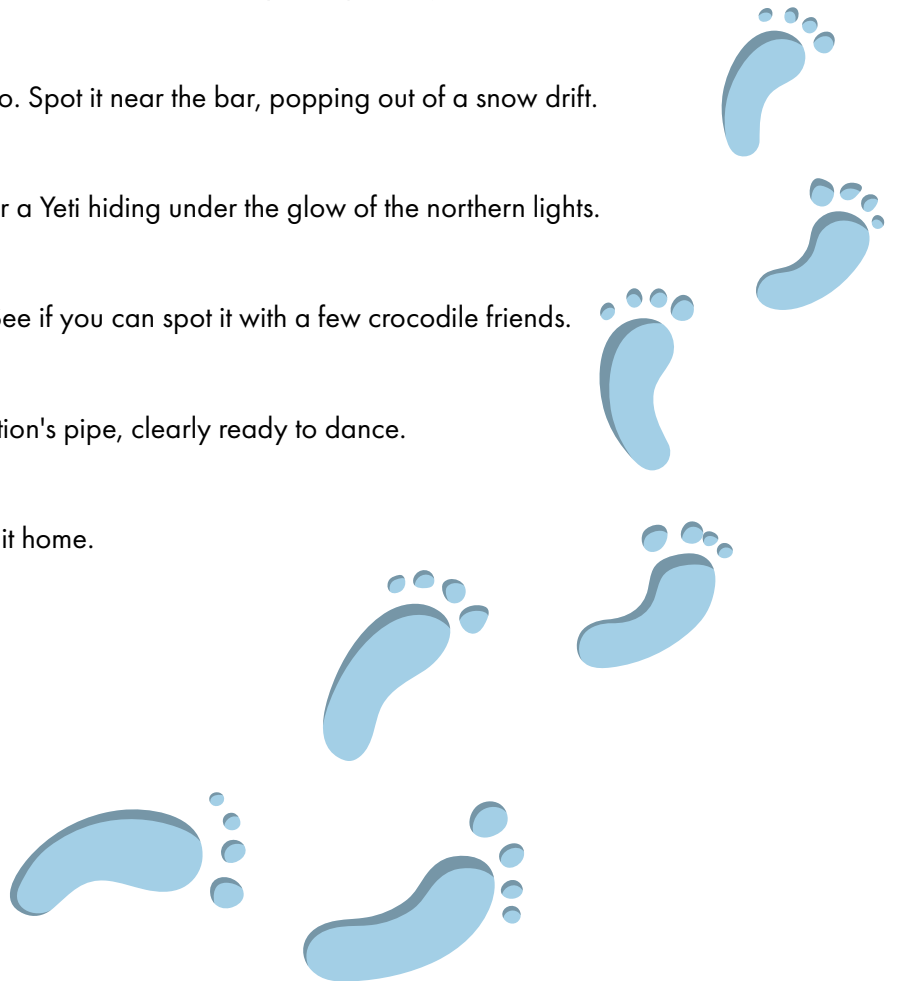 o. Spot it near the bar, popping out of a snow drift.
r a Yeti hiding under the glow of the northern lights.
ee if you can spot it with a few crocodile friends.
tion's pipe, clearly ready to dance.
it home.